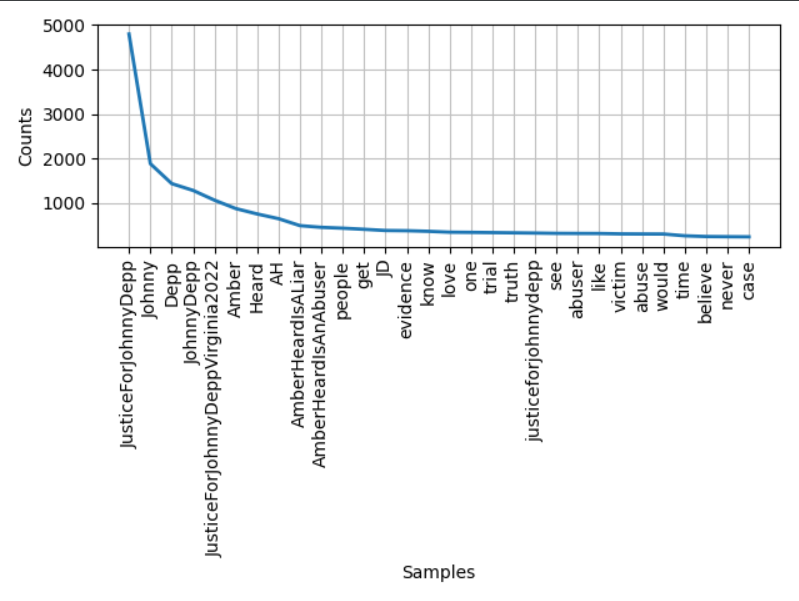 5000
4000
3000
2000
1000
Counts
JusticeForJohnnyDepp
Johnny
Depp
JohnnyDepp
JusticeForJohnnyDeppVirginia2022
Amber
Heard
AH
AmberHeardIsALiar
AmberHeardIsAnAbuser
people
get
JD
evidence
know
love
one
trial
truth
justiceforjohnnydepp
see
abuser
like
victim
abuse
would
time
believe
never
case
Samples